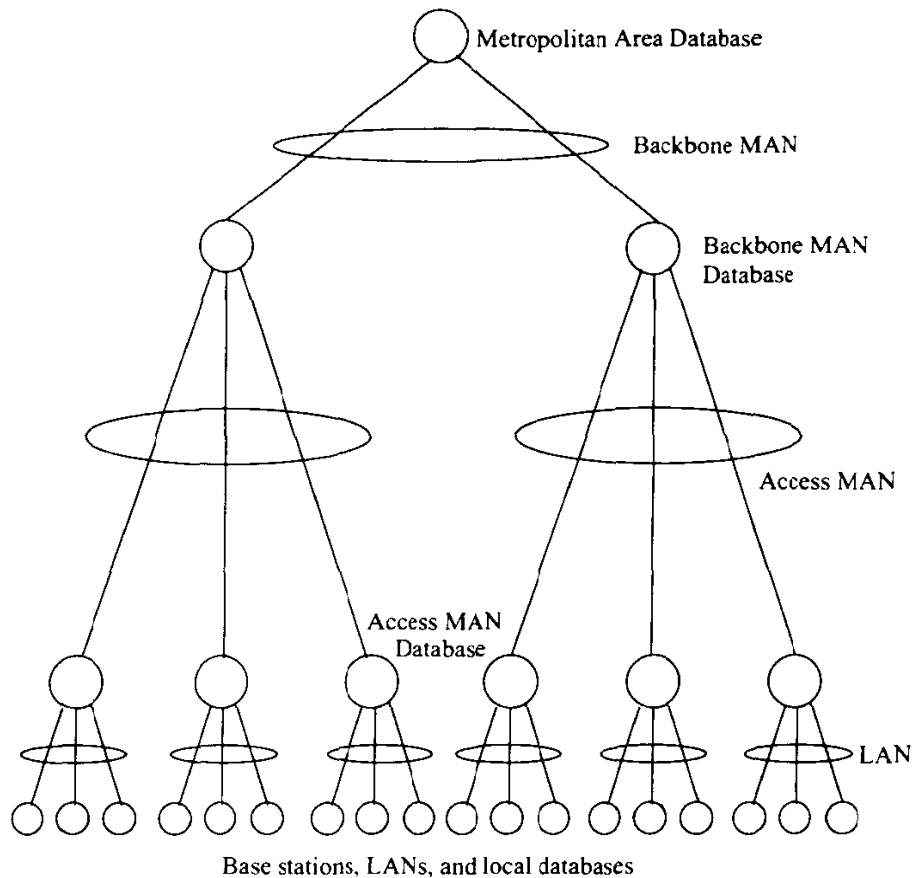 Metropolitan Area Database
Backbone MAN
Backbone MAN
Database
Access MAN
Access MAN
Database
LAN
Base stations, LANs, and local databases